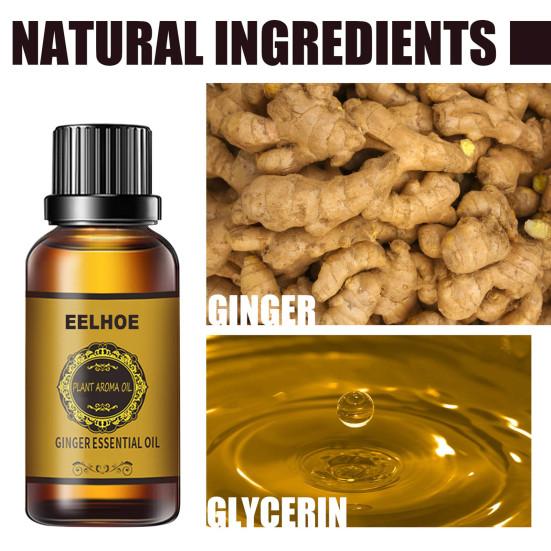 NATURAL INGREDIENTS
EELHOE
PLANT AROMA OIL
GINGER ESSENTIAL OIL
GINGER
GLYCERIN